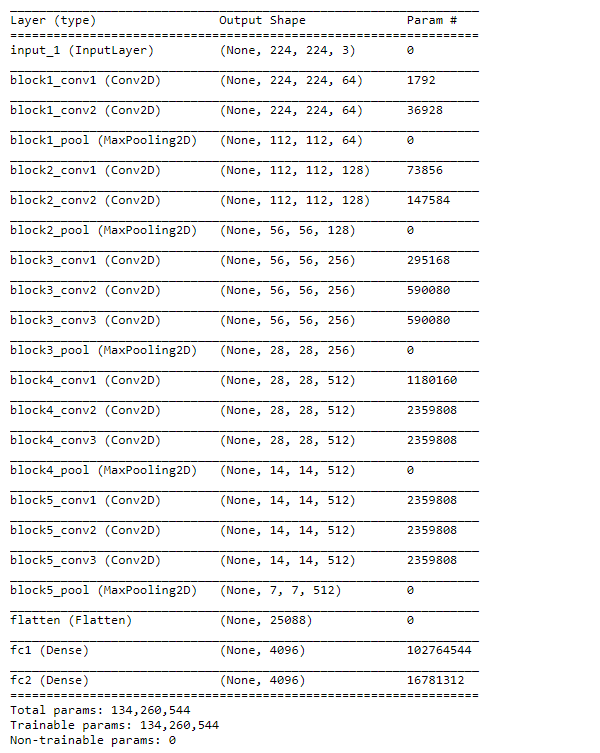 Layer (type) Output Shape Param #
input_1 (InputLayer) (None, 224, 224, 3) 0
block1_conv1 (Conv2D) (None, 224, 224, 64) 1792
block1_conv2 (Conv2D) (None, 224, 224, 64) 36928
block1_pool (MaxPooling2D) (None, 112, 112, 64) 0
block2_conv1 (Conv2D) (None, 112, 112, 128) 73856
block2_conv2 (Conv2D) (None, 112, 112, 128) 147584
block2_pool (MaxPooling2D) (None, 56, 56, 128) 0
block3_conv1 (Conv2D) (None, 56, 56, 256) 295168
block3_conv2 (Conv2D) (None, 56, 56, 256) 590080
block3_conv3 (Conv2D) (None, 56, 56, 256) 590080
block3_pool (MaxPooling2D) (None, 28, 28, 256) 0
block4_conv1 (Conv2D) (None, 28, 28, 512) 1180160
block4_conv2 (Conv2D) (None, 28, 28, 512) 2359808
block4_conv3 (Conv2D) (None, 28, 28, 512) 2359808
block4_pool (MaxPooling2D) (None, 14, 14, 512) 0
block5_conv1 (Conv2D) (None, 14, 14, 512) 2359808
block5_conv2 (Conv2D) (None, 14, 14, 512) 2359808
block5_conv3 (Conv2D) (None, 14, 14, 512) 2359808
block5_pool (MaxPooling2D) (None, 7, 7, 512) 0
flatten (Flatten) (None, 25088) 0
fc1 (Dense) (None, 4096) 102764544
fc2 (Dense) (None, 4096) 16781312
Total params: 134,260,544
Trainable params: 134,260,544
Non-trainable params: 0